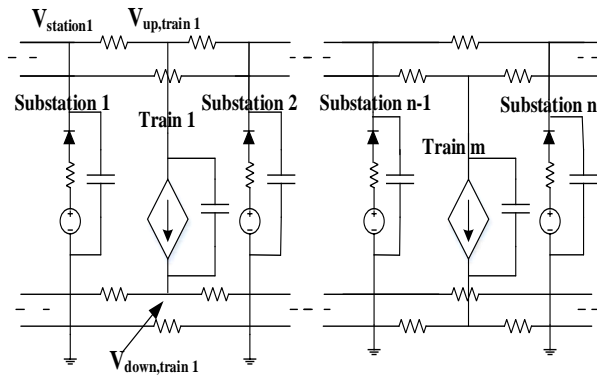 V_station1 V_up,train 1
Substation 1 Substation 2 Substation n-1 Substation n
Train 1 Train m
V_down,train 1